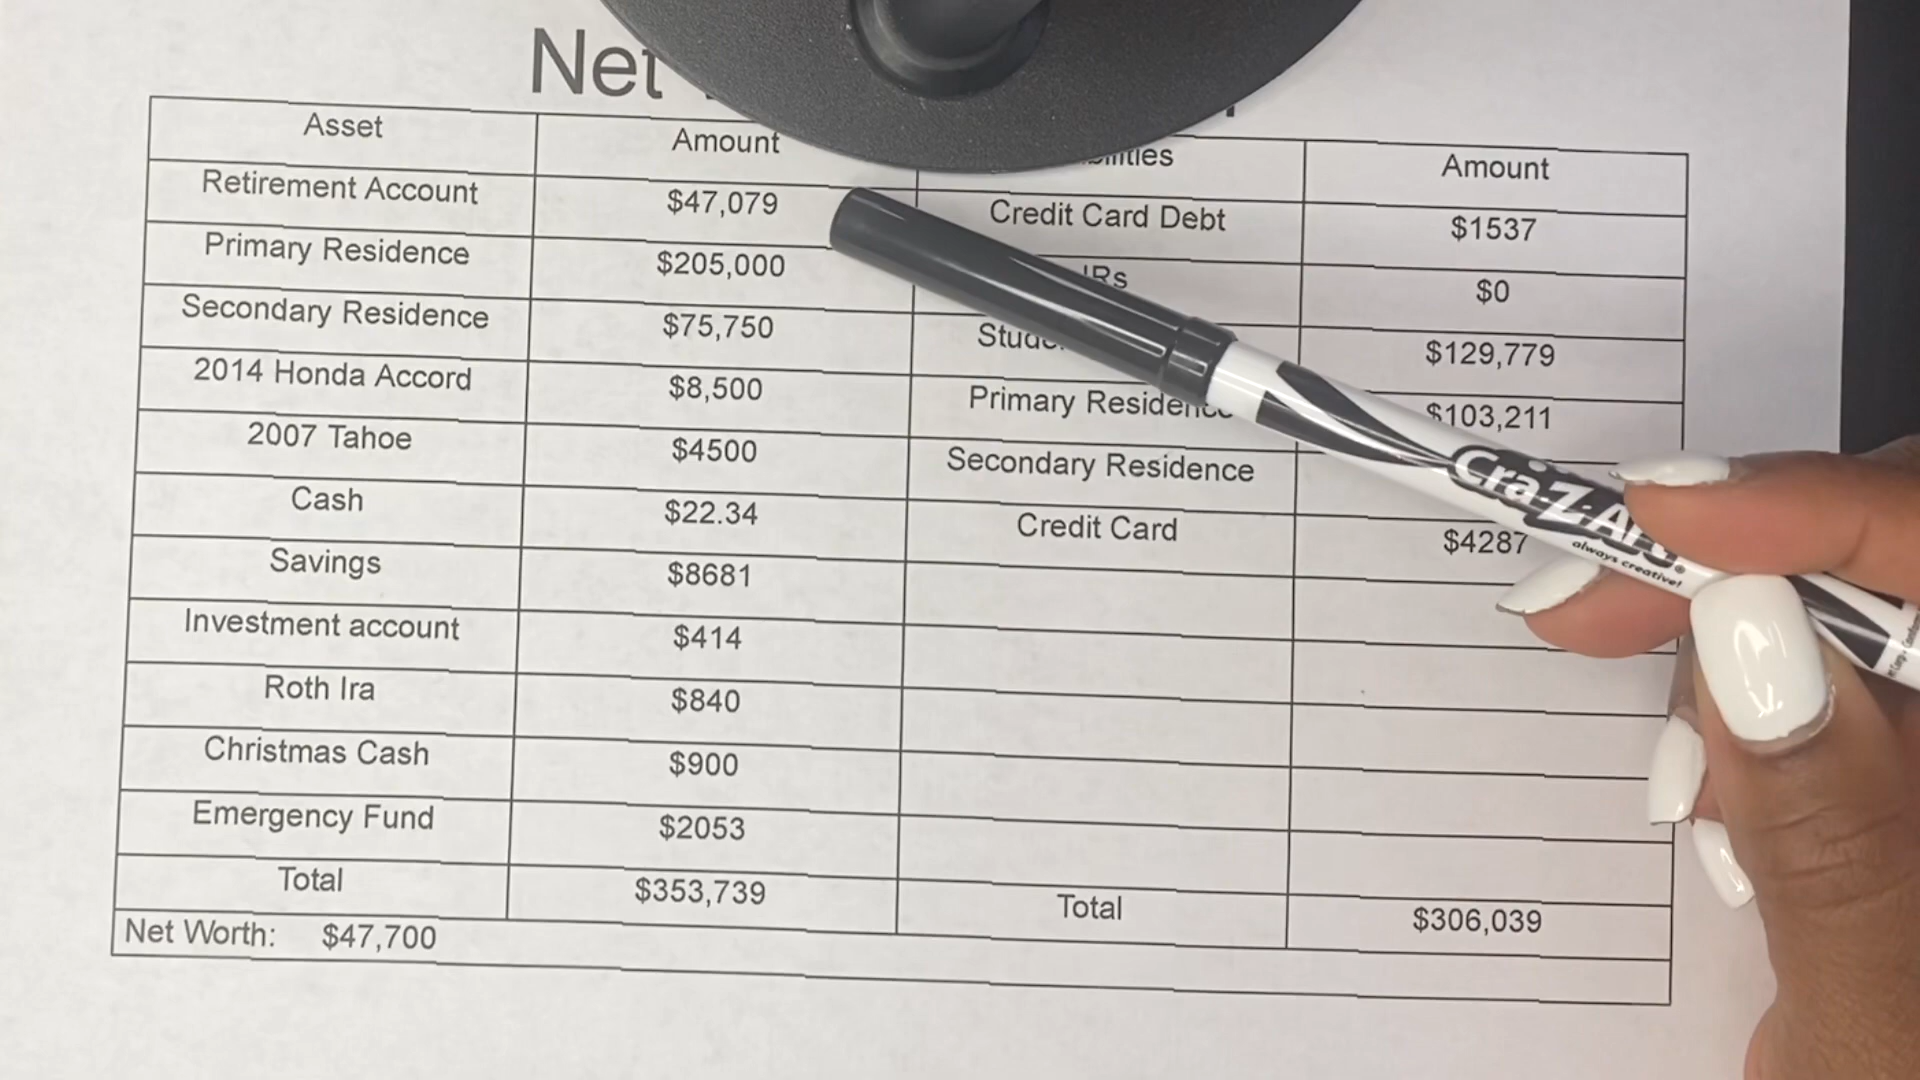 Net
Asset Amount Amount
Retirement Account $47,079 Credit Card Debt $1537
Primary Residence $205,000 $0
Secondary Residence $75,750 $129,779
2014 Honda Accord $8,500 Primary Residence $103,211
2007 Tahoe $4500 Secondary Residence
Cash $22.34 Credit Card $4287
Savings $8681
Investment account $414
Roth Ira $840
Christmas Cash $900
Emergency Fund $2053
Total $353,739 Total $306,039
Net Worth: $47,700
Cra-Z-Art
always creative!